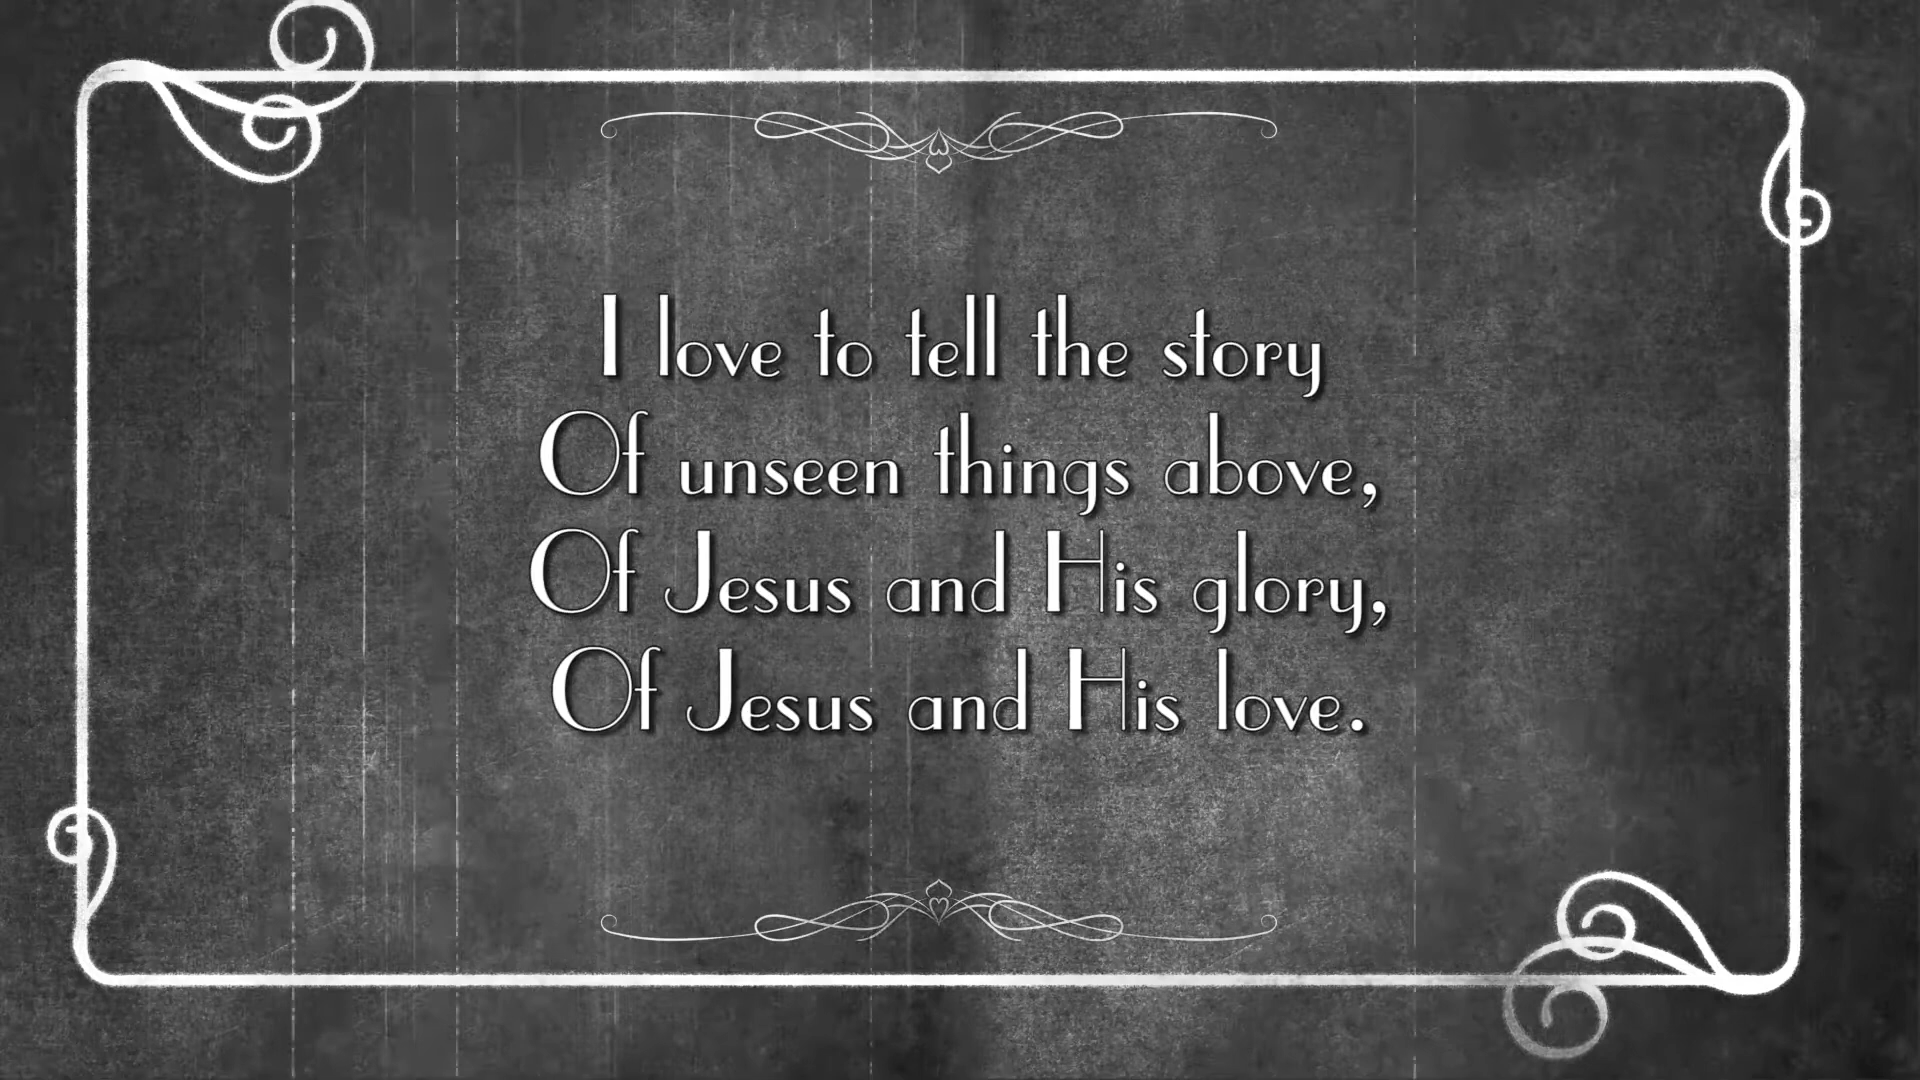 I love to tell the story
Of unseen things above,
Of Jesus and His glory,
Of Jesus and His love.